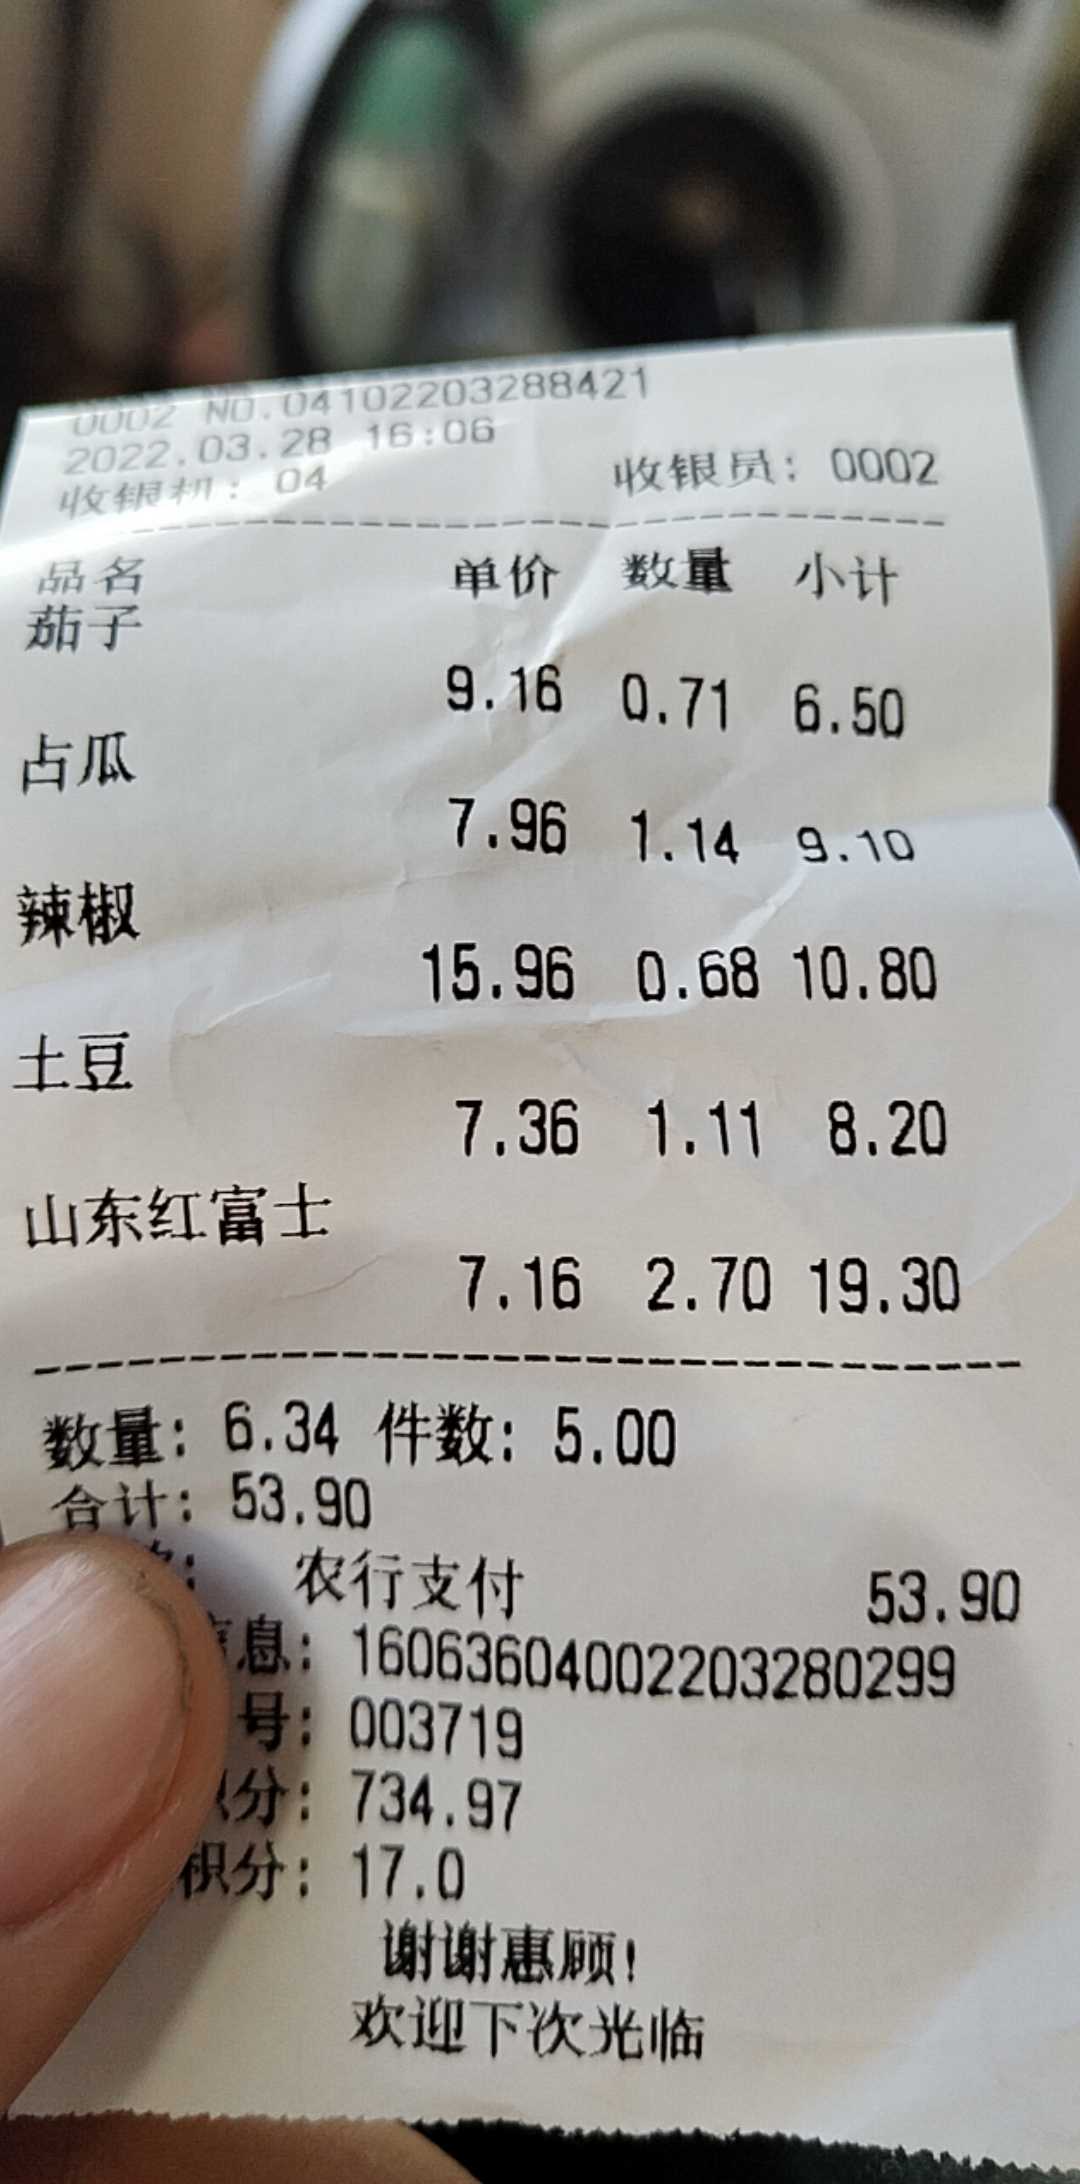 0002 NO.04102203288421
2022.03.28 16:06
收银机: 04 收银员: 0002
品名 单价 数量 小计
茄子
9.16 0.71 6.50
占瓜
7.96 1.14 9.10
辣椒
15.96 0.68 10.80
土豆
7.36 1.11 8.20
山东红富士
7.16 2.70 19.30
数量: 6.34 件数: 5.00
合计: 53.90
农行支付 53.90
息: 16063604002203280299
号: 003719
分: 734.97
积分: 17.0
谢谢惠顾!
欢迎下次光临